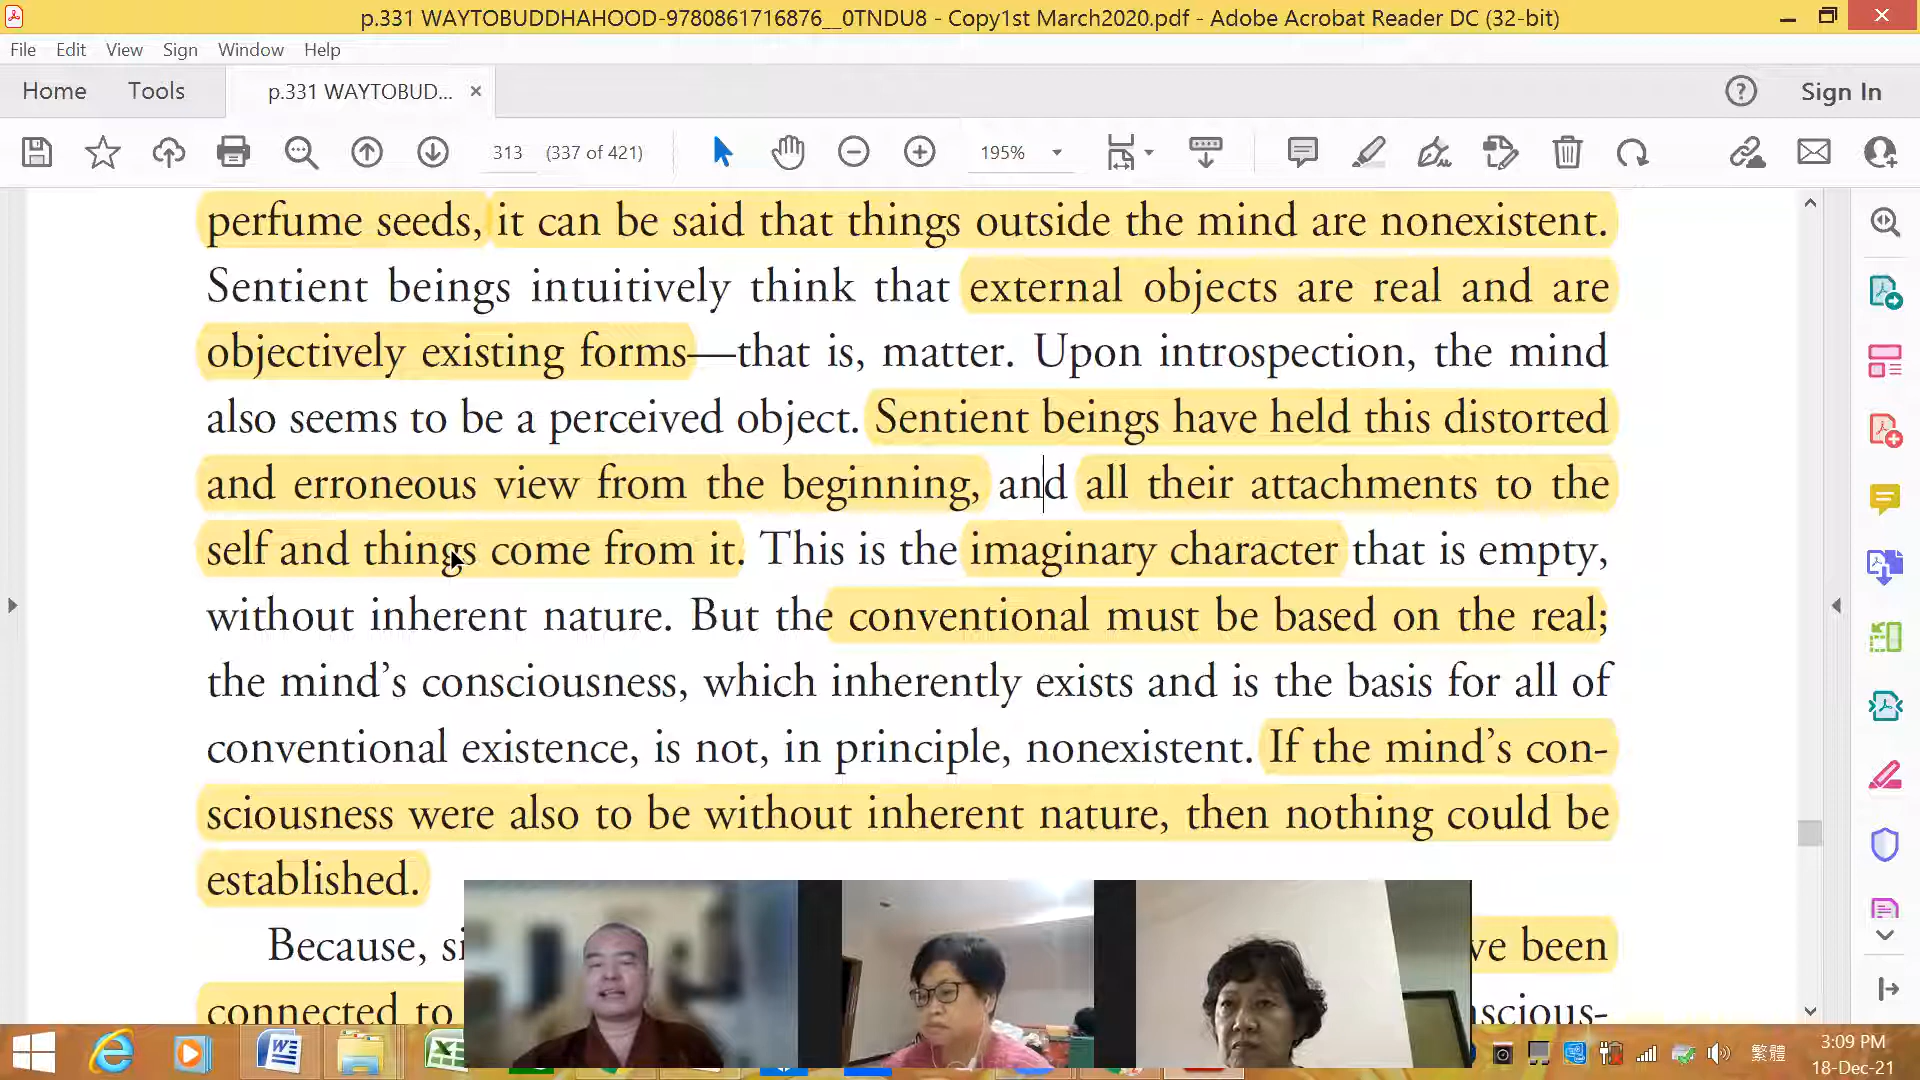 p.331 WAYTOBUDDHAHOOD-9780861716876__0TNDU8 - Copy1st March2020.pdf - Adobe Acrobat Reader DC (32-bit)
File Edit View Sign Window Help
Home Tools p.331 WAYTOBUD... × Sign In
313 (337 of 421) 195%
perfume seeds, it can be said that things outside the mind are nonexistent.
Sentient beings intuitively think that external objects are real and are
objectively existing forms—that is, matter. Upon introspection, the mind
also seems to be a perceived object. Sentient beings have held this distorted
and erroneous view from the beginning, and all their attachments to the
self and things come from it. This is the imaginary character that is empty,
without inherent nature. But the conventional must be based on the real;
the mind’s consciousness, which inherently exists and is the basis for all of
conventional existence, is not, in principle, nonexistent. If the mind’s con-
sciousness were also to be without inherent nature, then nothing could be
established.
Because, si ve been
connected to nscious-
3:09 PM
繁體
18-Dec-21